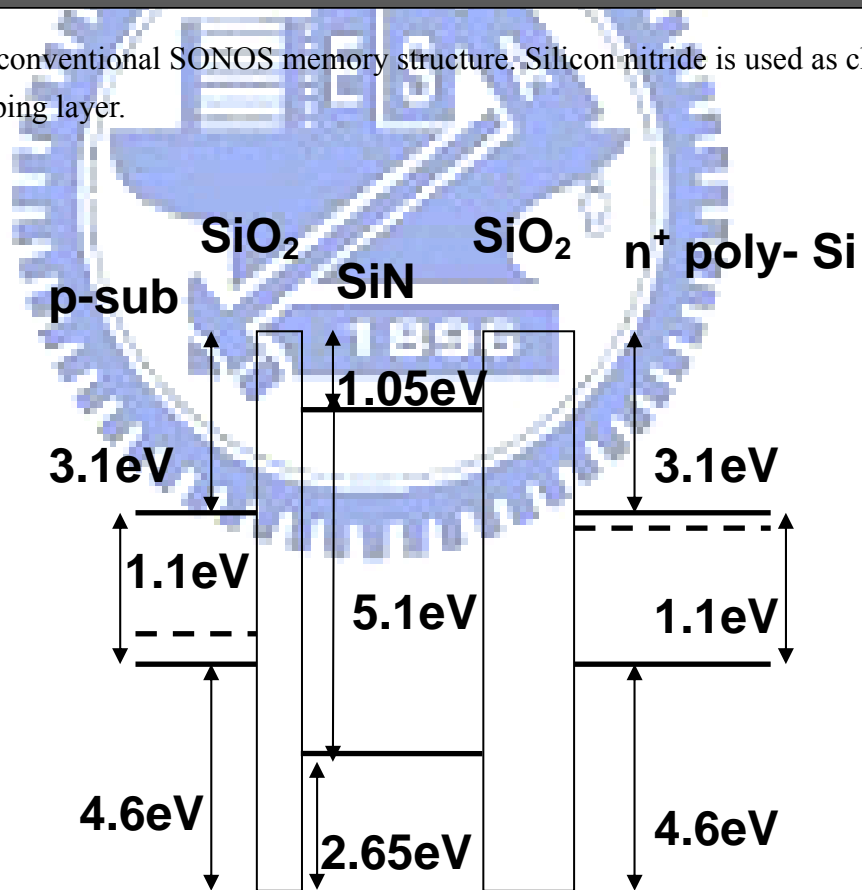 conventional SONOS memory structure. Silicon nitride is used as
ping layer.
SiO2 SiO2
n+ poly- Si
SiN
p-sub
1896
1.05eV
3.1eV 3.1eV
1.1eV
5.1eV 1.1eV
4.6eV 4.6eV
2.65eV